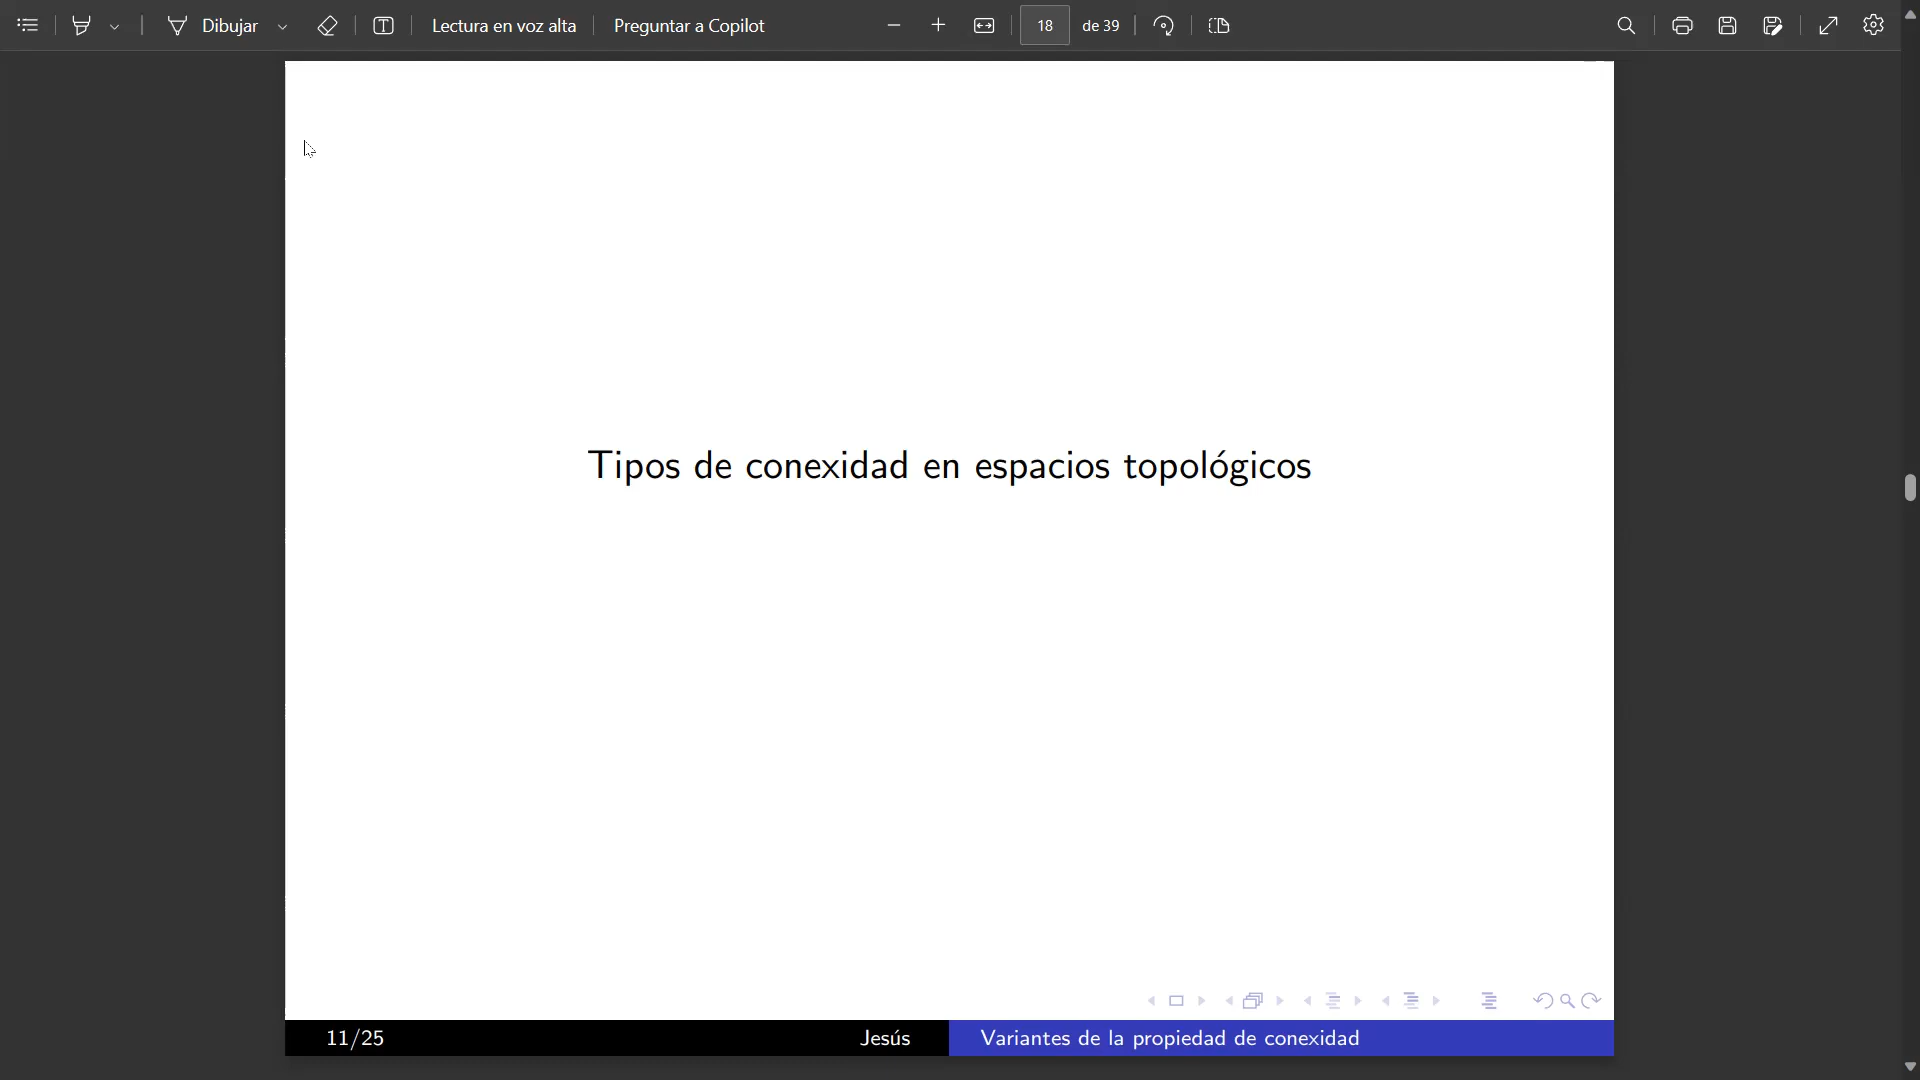 Dibujar Lectura en voz alta Preguntar a Copilot 18 de 39
Tipos de conexidad en espacios topológicos
11/25 Jesús Variantes de la propiedad de conexidad